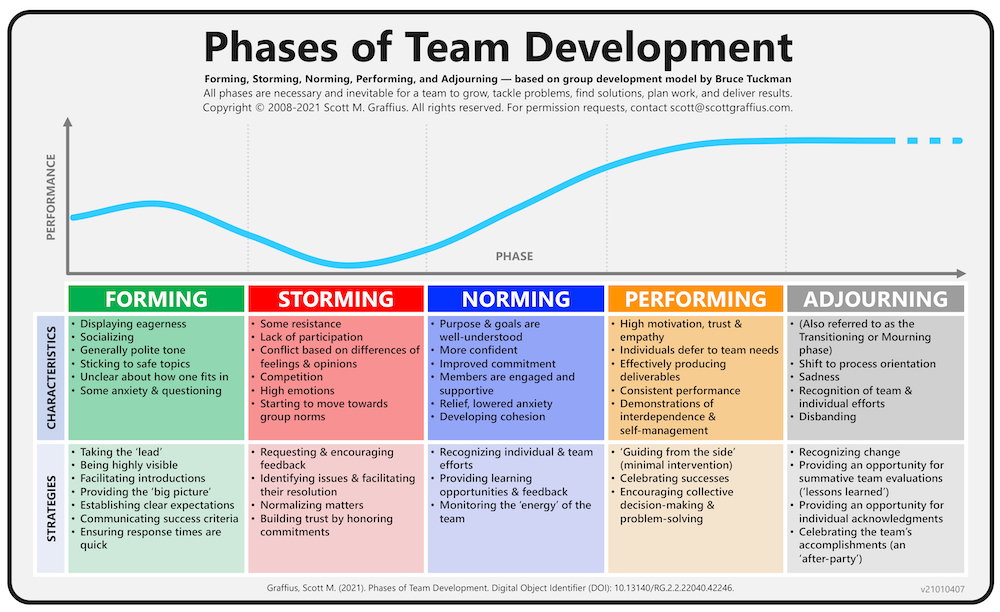 Phases of Team Development
Forming, Storming, Norming, Performing, and Adjourning — based on group development model by Bruce Tuckman
All phases are necessary and inevitable for a team to grow, tackle problems, find solutions, plan work, and deliver results.
Copyright © 2008-2021 Scott M. Graffius. All rights reserved. For permission requests, contact scott@scottgraffius.com.
PERFORMANCE
PHASE
FORMING
STORMING
NORMING
PERFORMING
ADJOURNING
CHARACTERISTICS
• Displaying eagerness
• Socializing
• Generally polite tone
• Sticking to safe topics
• Unclear about how one fits in
• Some anxiety & questioning
• Some resistance
• Lack of participation
• Conflict based on differences of
feelings & opinions
• Competition
• High emotions
• Starting to move towards
group norms
• Purpose & goals are
well-understood
• More confident
• Improved commitment
• Members are engaged and
supportive
• Relief, lowered anxiety
• Developing cohesion
• High motivation, trust &
empathy
• Individuals defer to team needs
• Effectively producing
deliverables
• Consistent performance
• Demonstrations of
interdependence &
self-management
• (Also referred to as the
Transitioning or Mourning
phase)
• Shift to process orientation
• Sadness
• Recognition of team &
individual efforts
• Disbanding
STRATEGIES
• Taking the ‘lead’
• Being highly visible
• Facilitating introductions
• Providing the ‘big picture’
• Establishing clear expectations
• Communicating success criteria
• Ensuring response times are
quick
• Requesting & encouraging
feedback
• Identifying issues & facilitating
their resolution
• Normalizing matters
• Building trust by honoring
commitments
• Recognizing individual & team
efforts
• Providing learning
opportunities & feedback
• Monitoring the ‘energy’ of the
team
• ‘Guiding from the side’
(minimal intervention)
• Celebrating successes
• Encouraging collective
decision-making &
problem-solving
• Recognizing change
• Providing an opportunity for
summative team evaluations
(‘lessons learned’)
• Providing an opportunity for
individual acknowledgments
• Celebrating the team’s
accomplishments (an
‘after-party’)
Graffius, Scott M. (2021). Phases of Team Development. Digital Object Identifier (DOI): 10.13140/RG.2.2.22040.42246.
v21010407